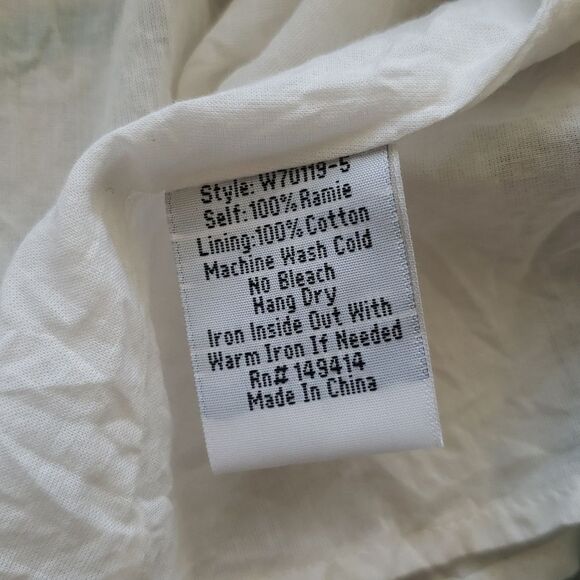 Style: W70119-5
Self:100% Ramie
Lining:100% Cotton
Machine Wash Cold
No Bleach
Hang Dry
Iron Inside Out With
Warm Iron If Needed
Rn# 149414
Made In China